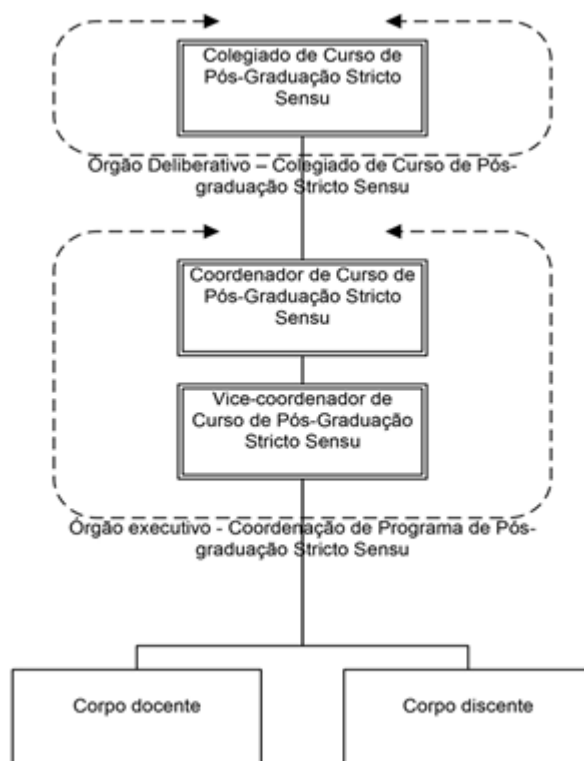 Colegiado de Curso de
Pós-Graduação Stricto
Sensu
Órgão Deliberativo – Colegiado de Curso de Pós-
graduação Stricto Sensu
Coordenador de Curso de
Pós-Graduação Stricto
Sensu
Vice-coordenador de
Curso de Pós-Graduação
Stricto Sensu
Órgão executivo - Coordenação de Programa de Pós-
graduação Stricto Sensu
Corpo docente
Corpo discente